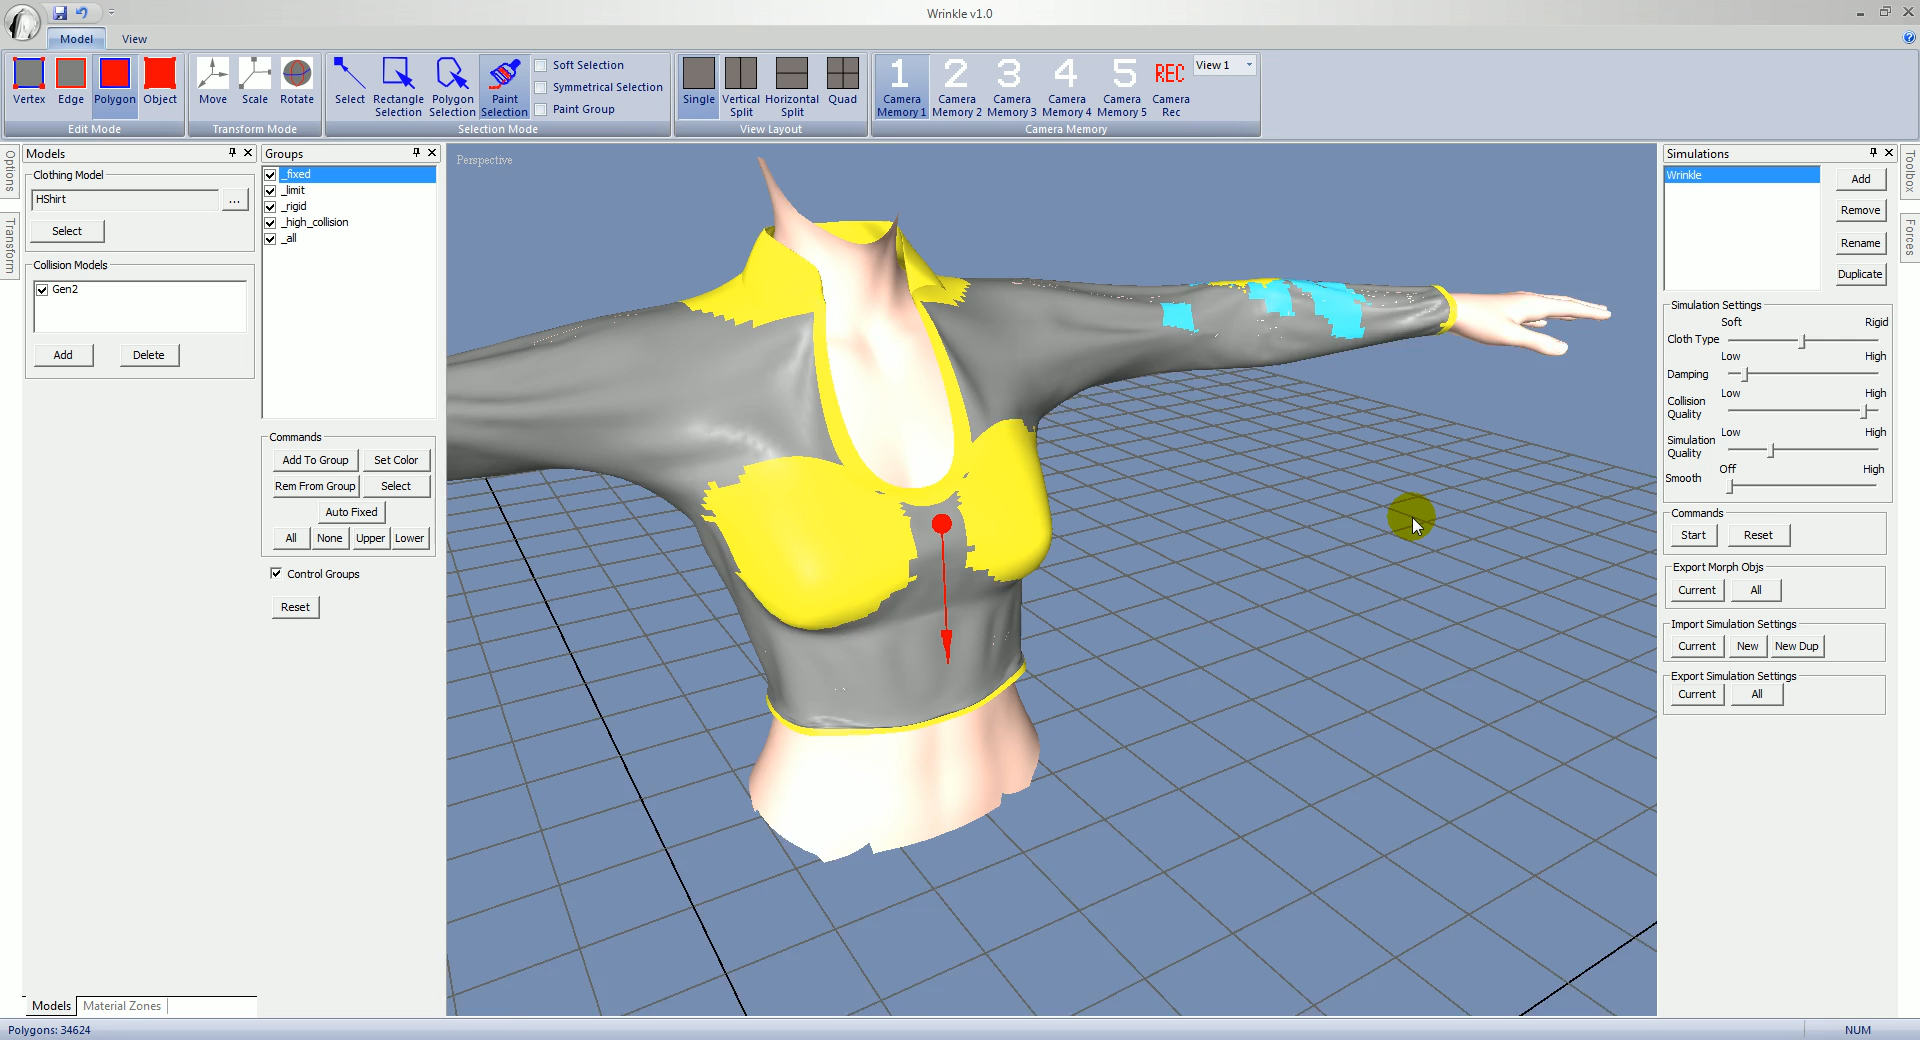 Wrinkle v1.0
Model
View
Vertex
Edge
Polygon
Object
Edit Mode
Move
Scale
Rotate
Transform Mode
Select
Rectangle Selection
Polygon Selection
Paint Selection
Soft Selection
Symmetrical Selection
Paint Group
Selection Mode
Single
Vertical Split
Horizontal Split
Quad
View Layout
1
Camera Memory 1
2
Camera Memory 2
3
Camera Memory 3
4
Camera Memory 4
5
Camera Memory 5
REC
Camera Rec
View 1
Camera Memory
Options
Transform
Models
Clothing Model
HShirt
...
Select
Collision Models
Gen2
Add
Delete
Groups
_fixed
_limit
_rigid
_high_collision
_all
Commands
Add To Group
Set Color
Rem From Group
Select
Auto Fixed
All
None
Upper
Lower
Control Groups
Reset
Perspective
Simulations
Wrinkle
Add
Remove
Rename
Duplicate
Simulation Settings
Soft
Rigid
Cloth Type
Low
High
Damping
Low
High
Collision Quality
Low
High
Simulation Quality
Off
High
Smooth
Commands
Start
Reset
Export Morph Objs
Current
All
Import Simulation Settings
Current
New
New Dup
Export Simulation Settings
Current
All
Toolbox
Forces
Models
Material Zones
Polygons: 34624
NUM